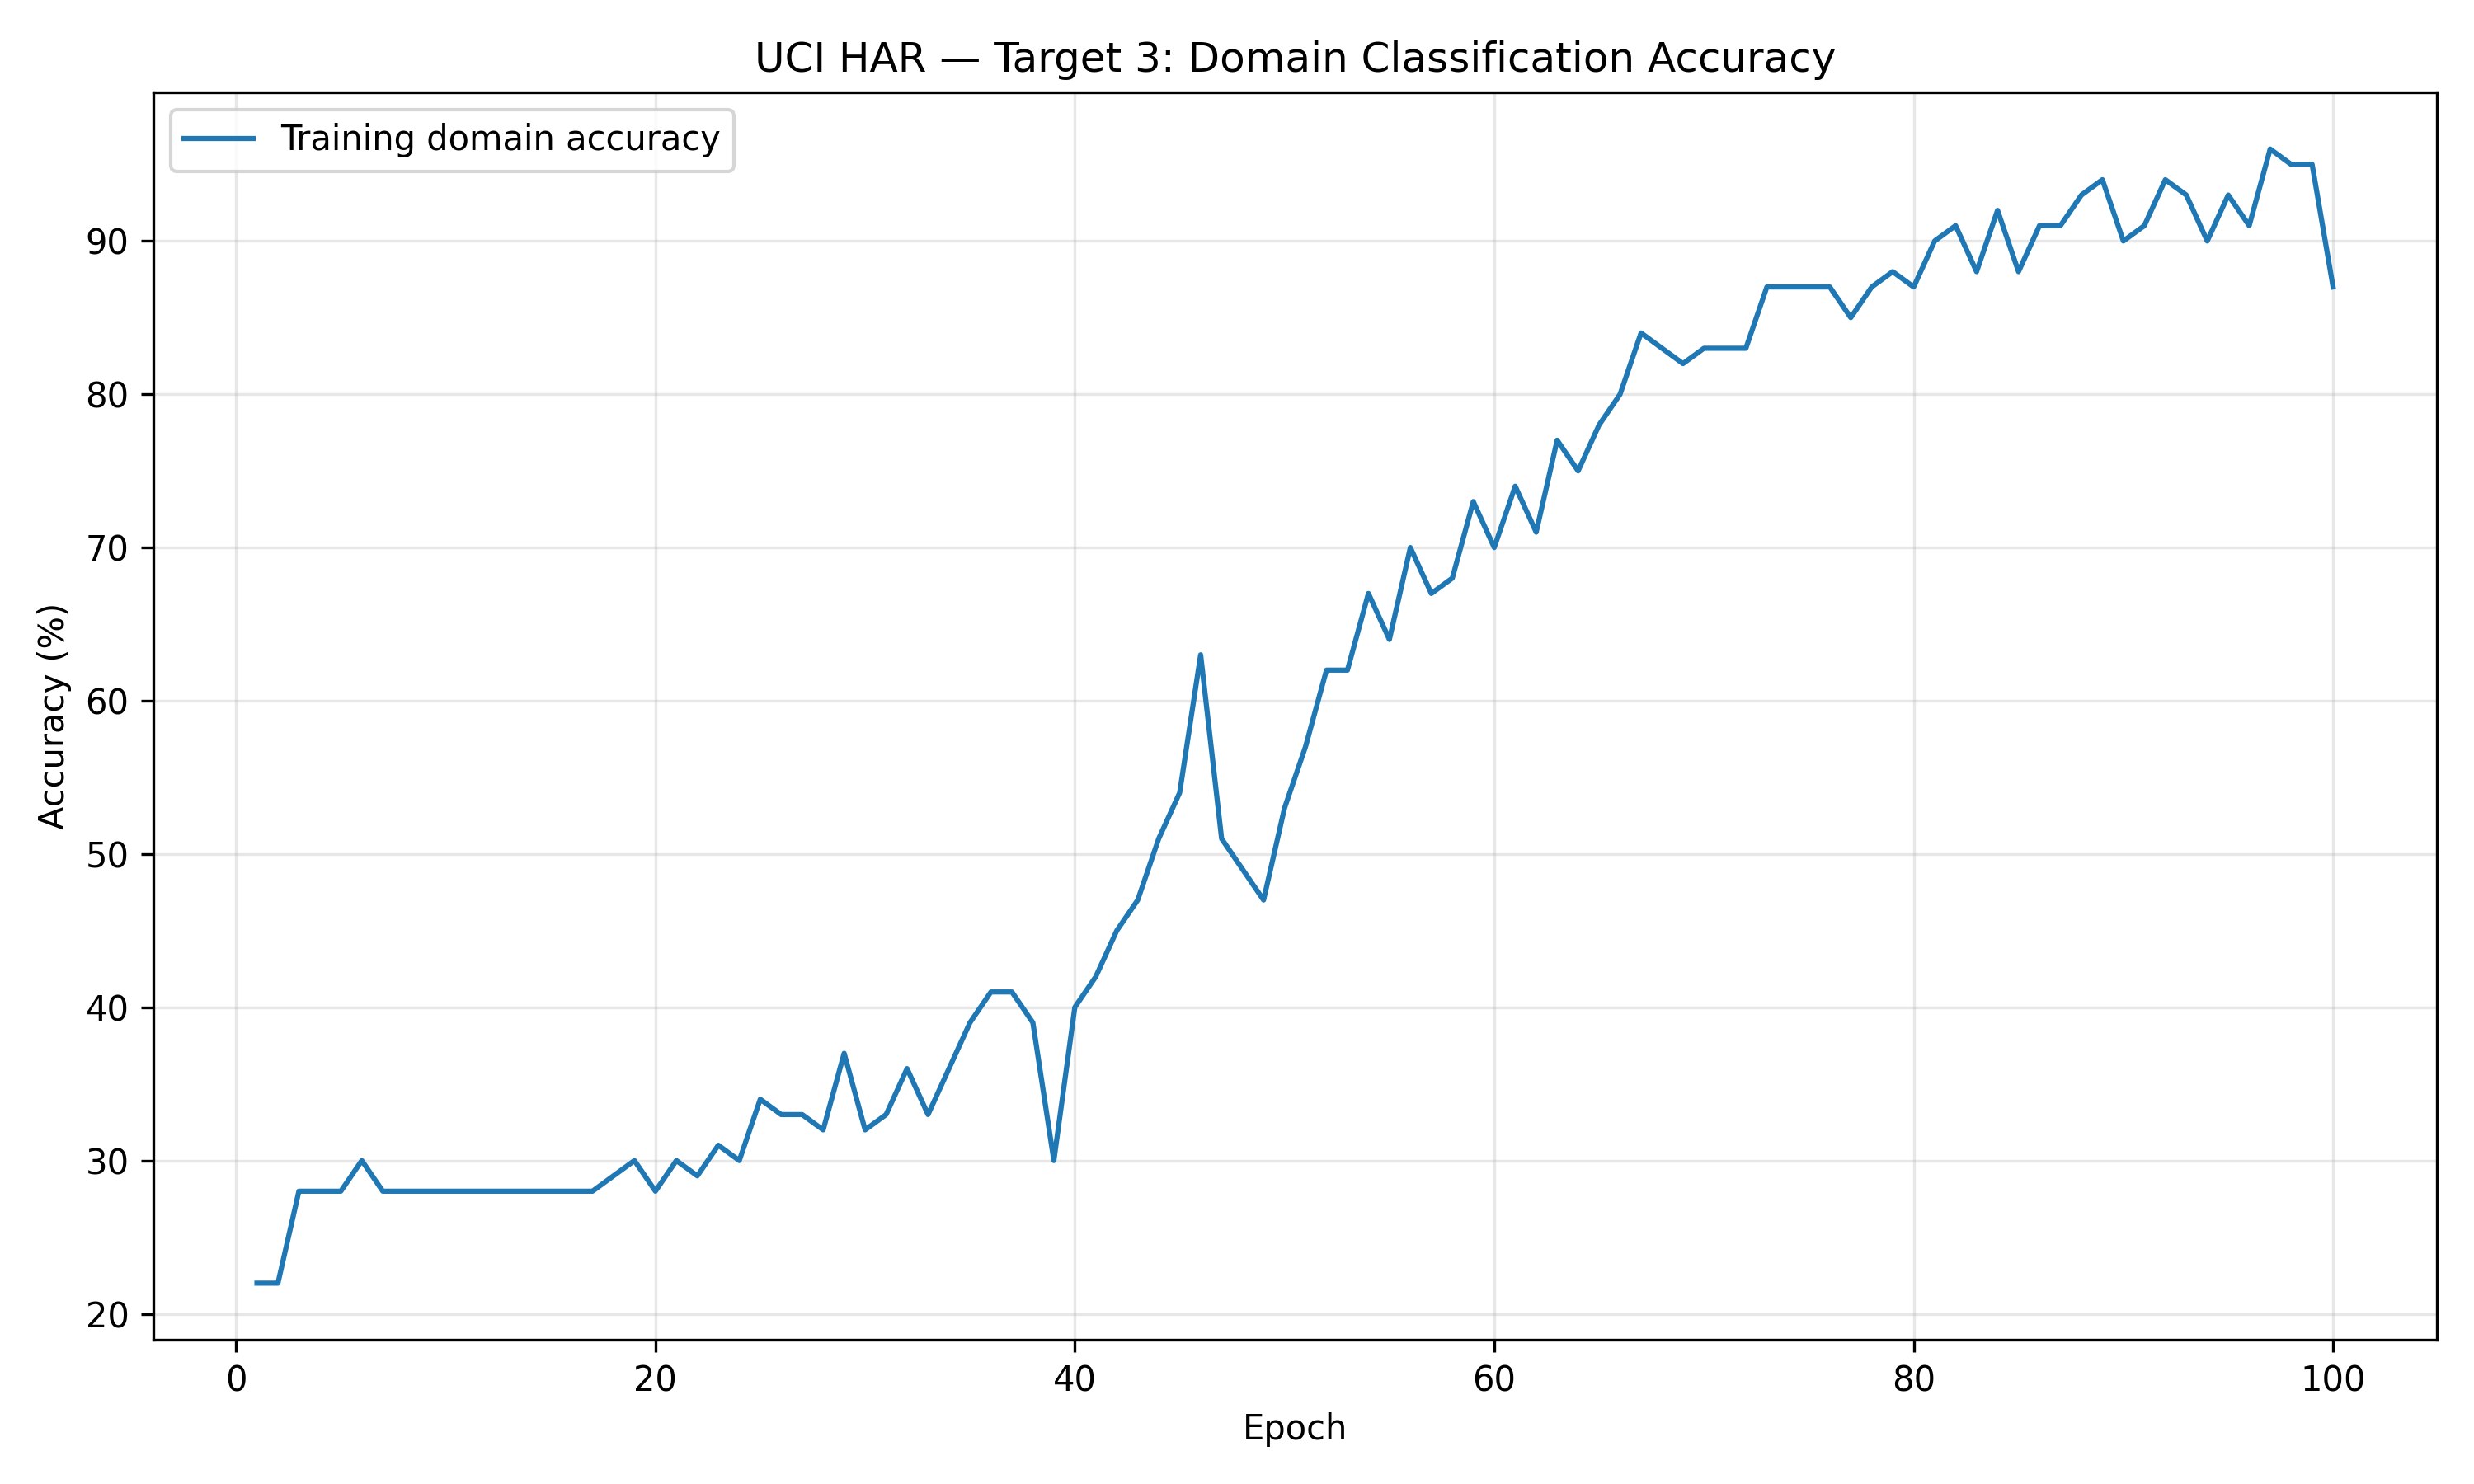 UCI HAR — Target 3: Domain Classification Accuracy
Training domain accuracy
Accuracy (%)
90
80
70
60
50
40
30
20
0 20 40 60 80 100
Epoch